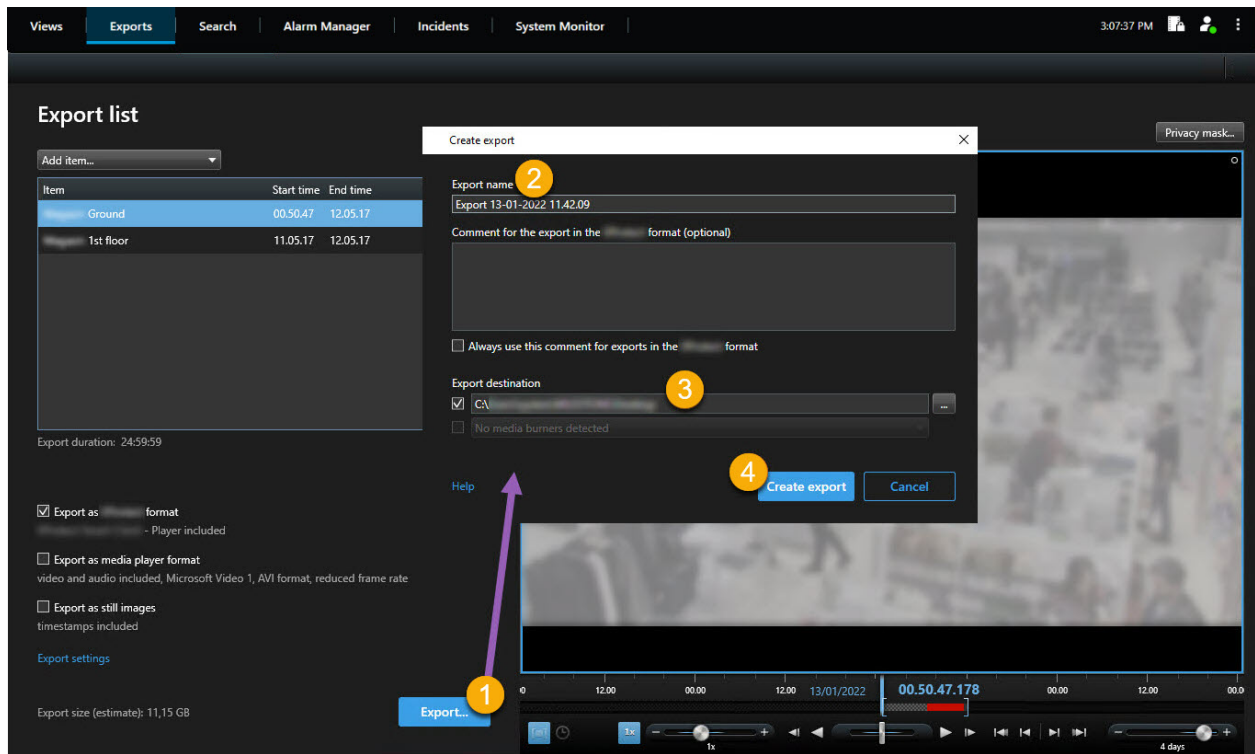 Views Exports Search Alarm Manager Incidents System Monitor 3:07:37 PM
Export list
Privacy mask...
Add item...
Item Start time End time
Ground 00.50.47 12.05.17
1st floor 11.05.17 12.05.17
Export duration: 24:59:59
Export as format
- Player included
Export as media player format
video and audio included, Microsoft Video 1, AVI format, reduced frame rate
Export as still images
timestamps included
Export settings
Export size (estimate): 11,15 GB
1
Export...
Create export
2
Export name
Export 13-01-2022 11.42.09
Comment for the export in the format (optional)
Always use this comment for exports in the format
Export destination
3
C:\
...
No media burners detected
Help
4
Create export
Cancel
12.00 00.00 12.00 13/01/2022 00.50.47.178 00.00 12.00 00.0
1x
1x
4 days